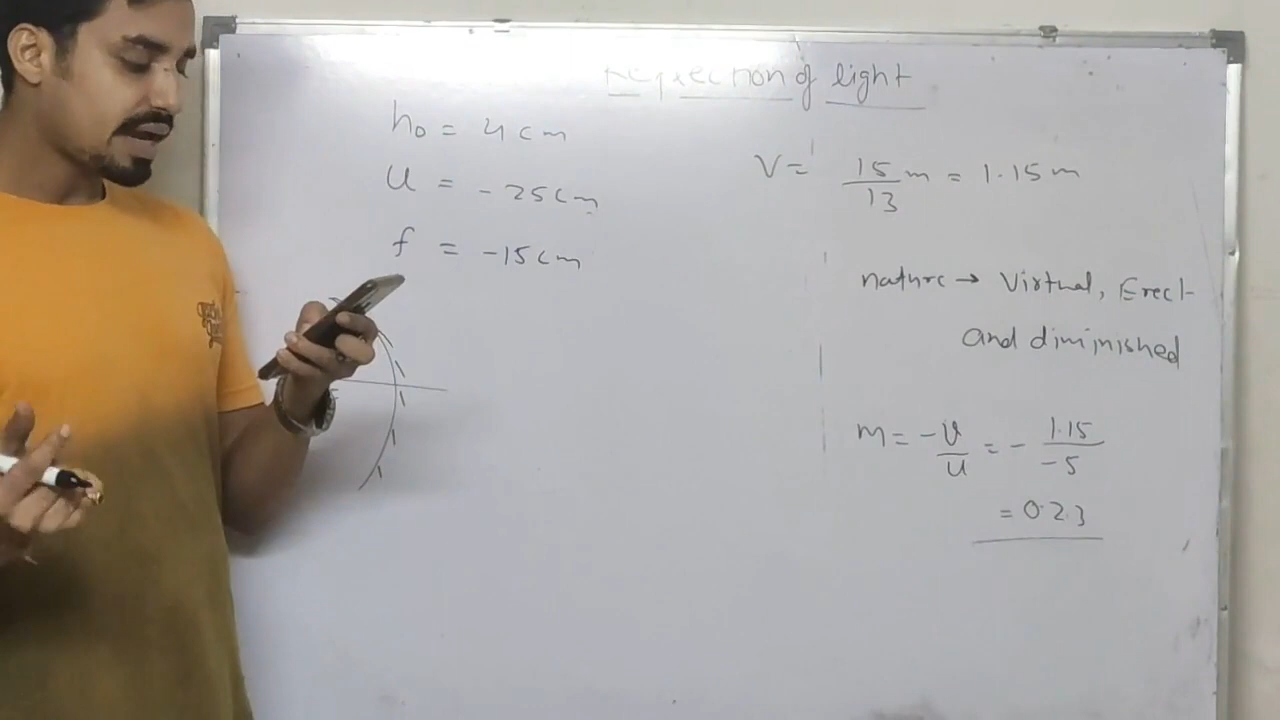 of light
h₀ = 4 cm
u = - 25 cm
f = -15 cm
V = 15/13 m = 1.15 m
nature → Virtual, Erect
and diminished
m = -v/u = - 1.15/-5
= 0.23